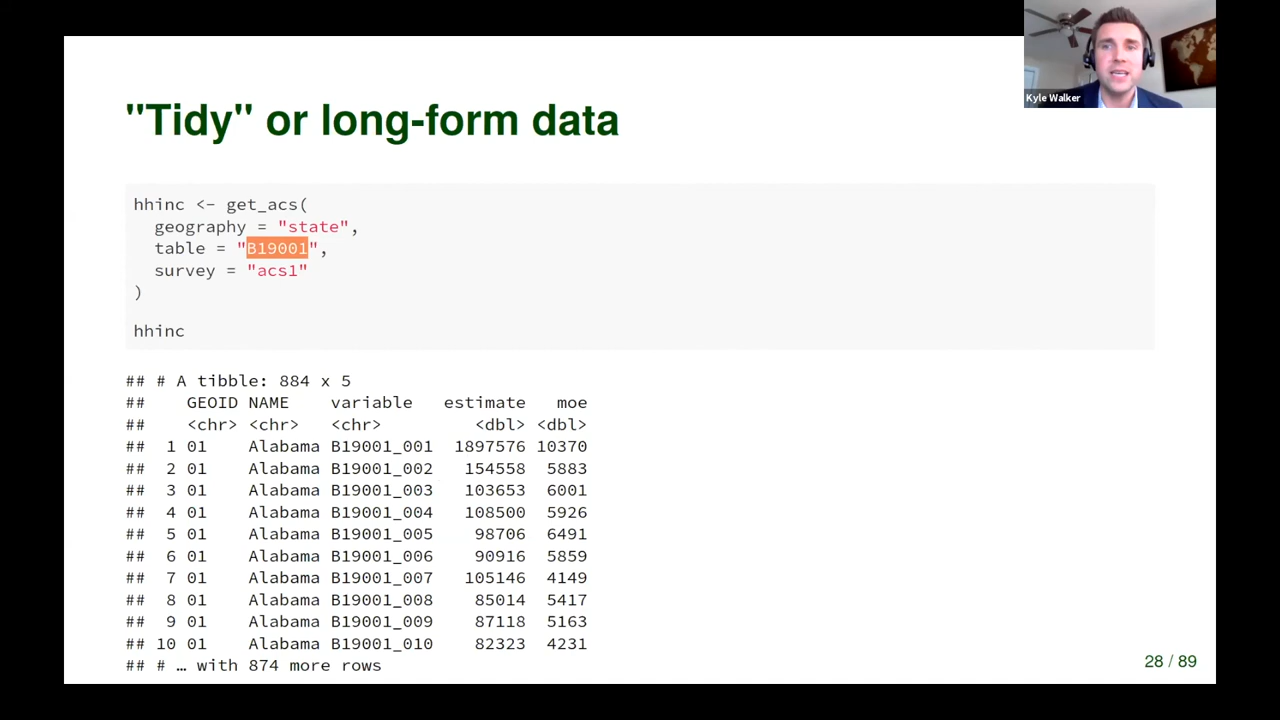 Kyle Walker
"Tidy" or long-form data
hhinc <- get_acs(
  geography = "state",
  table = "B19001",
  survey = "acs1"
)
hhinc
## # A tibble: 884 x 5
##    GEOID NAME    variable   estimate   moe
##    <chr> <chr>   <chr>         <dbl> <dbl>
##  1 01    Alabama B19001_001  1897576 10370
##  2 01    Alabama B19001_002   154558  5883
##  3 01    Alabama B19001_003   103653  6001
##  4 01    Alabama B19001_004   108500  5926
##  5 01    Alabama B19001_005    98706  6491
##  6 01    Alabama B19001_006    90916  5859
##  7 01    Alabama B19001_007   105146  4149
##  8 01    Alabama B19001_008    85014  5417
##  9 01    Alabama B19001_009    87118  5163
## 10 01    Alabama B19001_010    82323  4231
## # … with 874 more rows
28 / 89